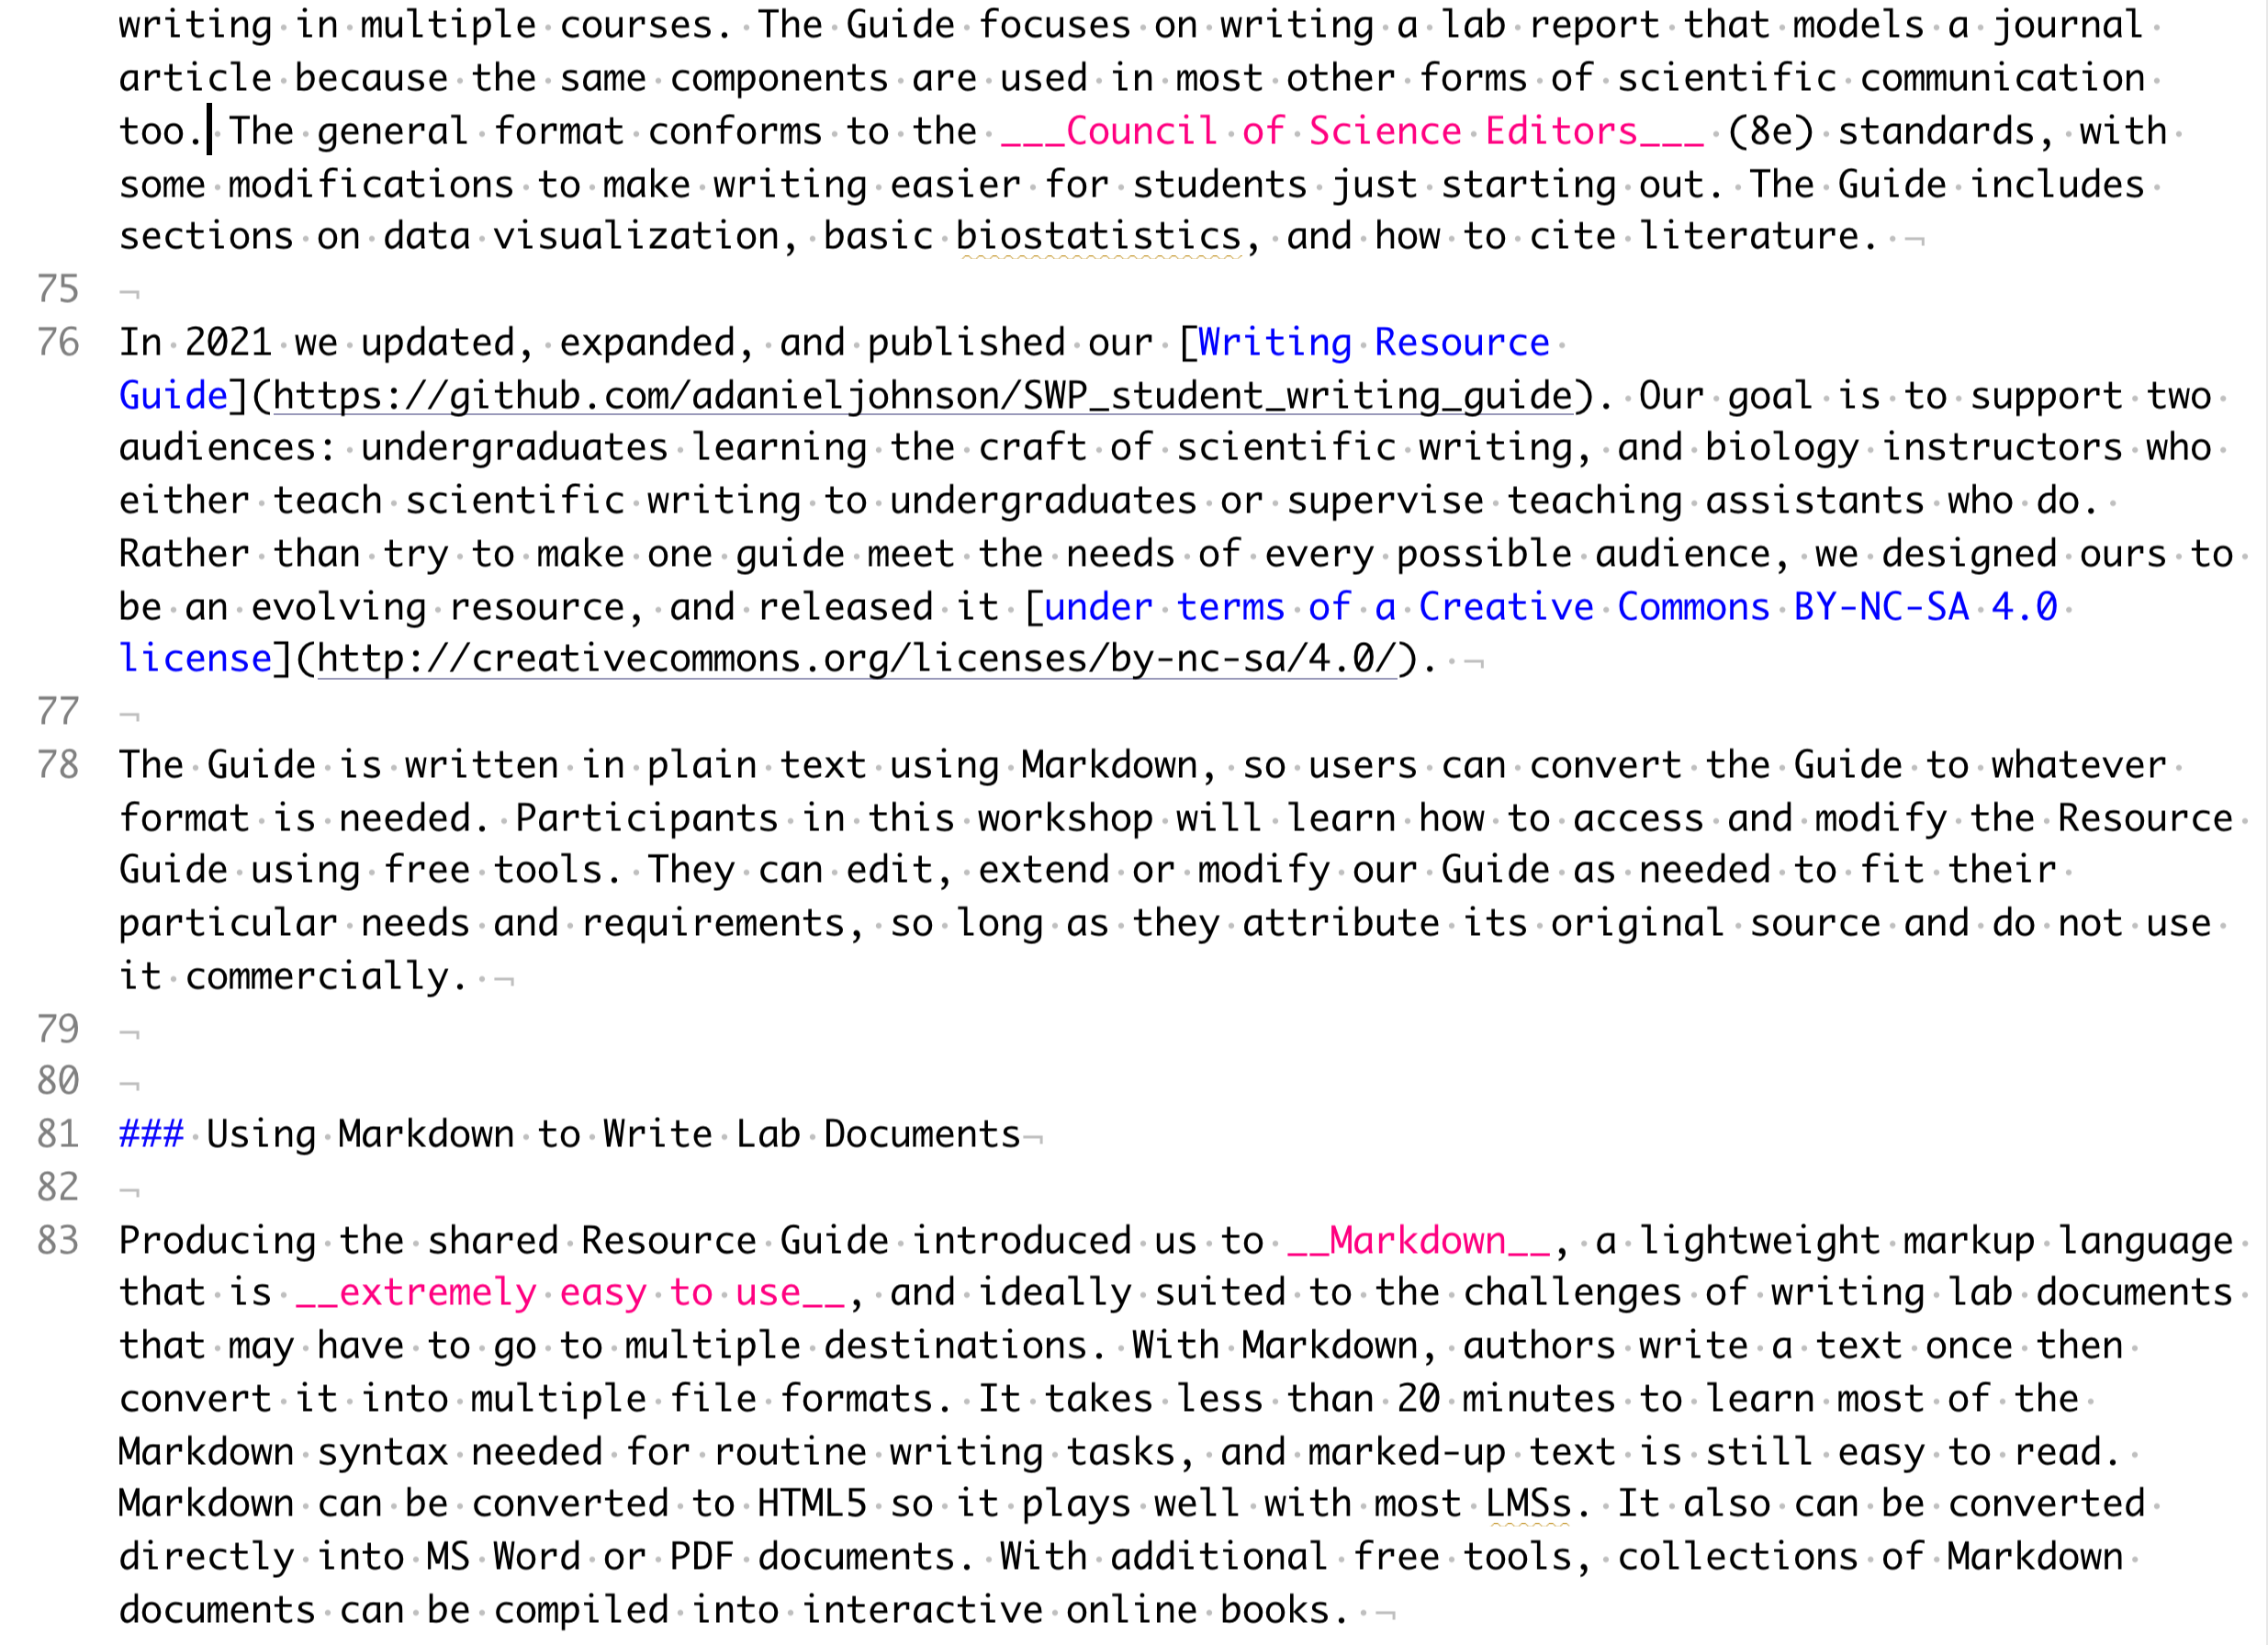 writing in multiple courses. The Guide focuses on writing a lab report that models a journal
article because the same components are used in most other forms of scientific communication
too. The general format conforms to the ___Council of Science Editors___ (8e) standards, with
some modifications to make writing easier for students just starting out. The Guide includes
sections on data visualization, basic biostatistics, and how to cite literature. ¬
75 ¬
76 In 2021 we updated, expanded, and published our [Writing Resource
Guide](https://github.com/adanieljohnson/SWP_student_writing_guide). Our goal is to support two
audiences: undergraduates learning the craft of scientific writing, and biology instructors who
either teach scientific writing to undergraduates or supervise teaching assistants who do.
Rather than try to make one guide meet the needs of every possible audience, we designed ours to
be an evolving resource, and released it [under terms of a Creative Commons BY-NC-SA 4.0
license](http://creativecommons.org/licenses/by-nc-sa/4.0/). ¬
77 ¬
78 The Guide is written in plain text using Markdown, so users can convert the Guide to whatever
format is needed. Participants in this workshop will learn how to access and modify the Resource
Guide using free tools. They can edit, extend or modify our Guide as needed to fit their
particular needs and requirements, so long as they attribute its original source and do not use
it commercially. ¬
79 ¬
80 ¬
81 ### Using Markdown to Write Lab Documents¬
82 ¬
83 Producing the shared Resource Guide introduced us to __Markdown__, a lightweight markup language
that is __extremely easy to use__, and ideally suited to the challenges of writing lab documents
that may have to go to multiple destinations. With Markdown, authors write a text once then
convert it into multiple file formats. It takes less than 20 minutes to learn most of the
Markdown syntax needed for routine writing tasks, and marked-up text is still easy to read.
Markdown can be converted to HTML5 so it plays well with most LMSs. It also can be converted
directly into MS Word or PDF documents. With additional free tools, collections of Markdown
documents can be compiled into interactive online books. ¬